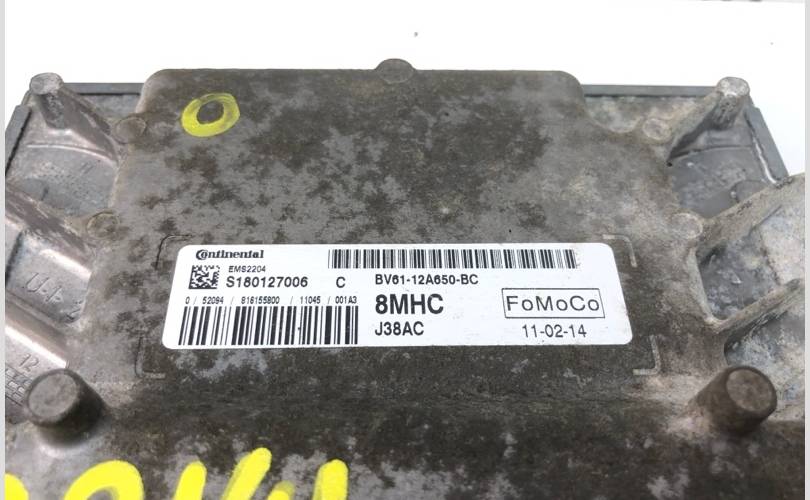 Continental
EMS2204
S180127006 C BV61-12A650-BC
0 / 52094 / 816155800 / 11045 / 001A3
8MHC
FoMoCo
J38AC
11-02-14